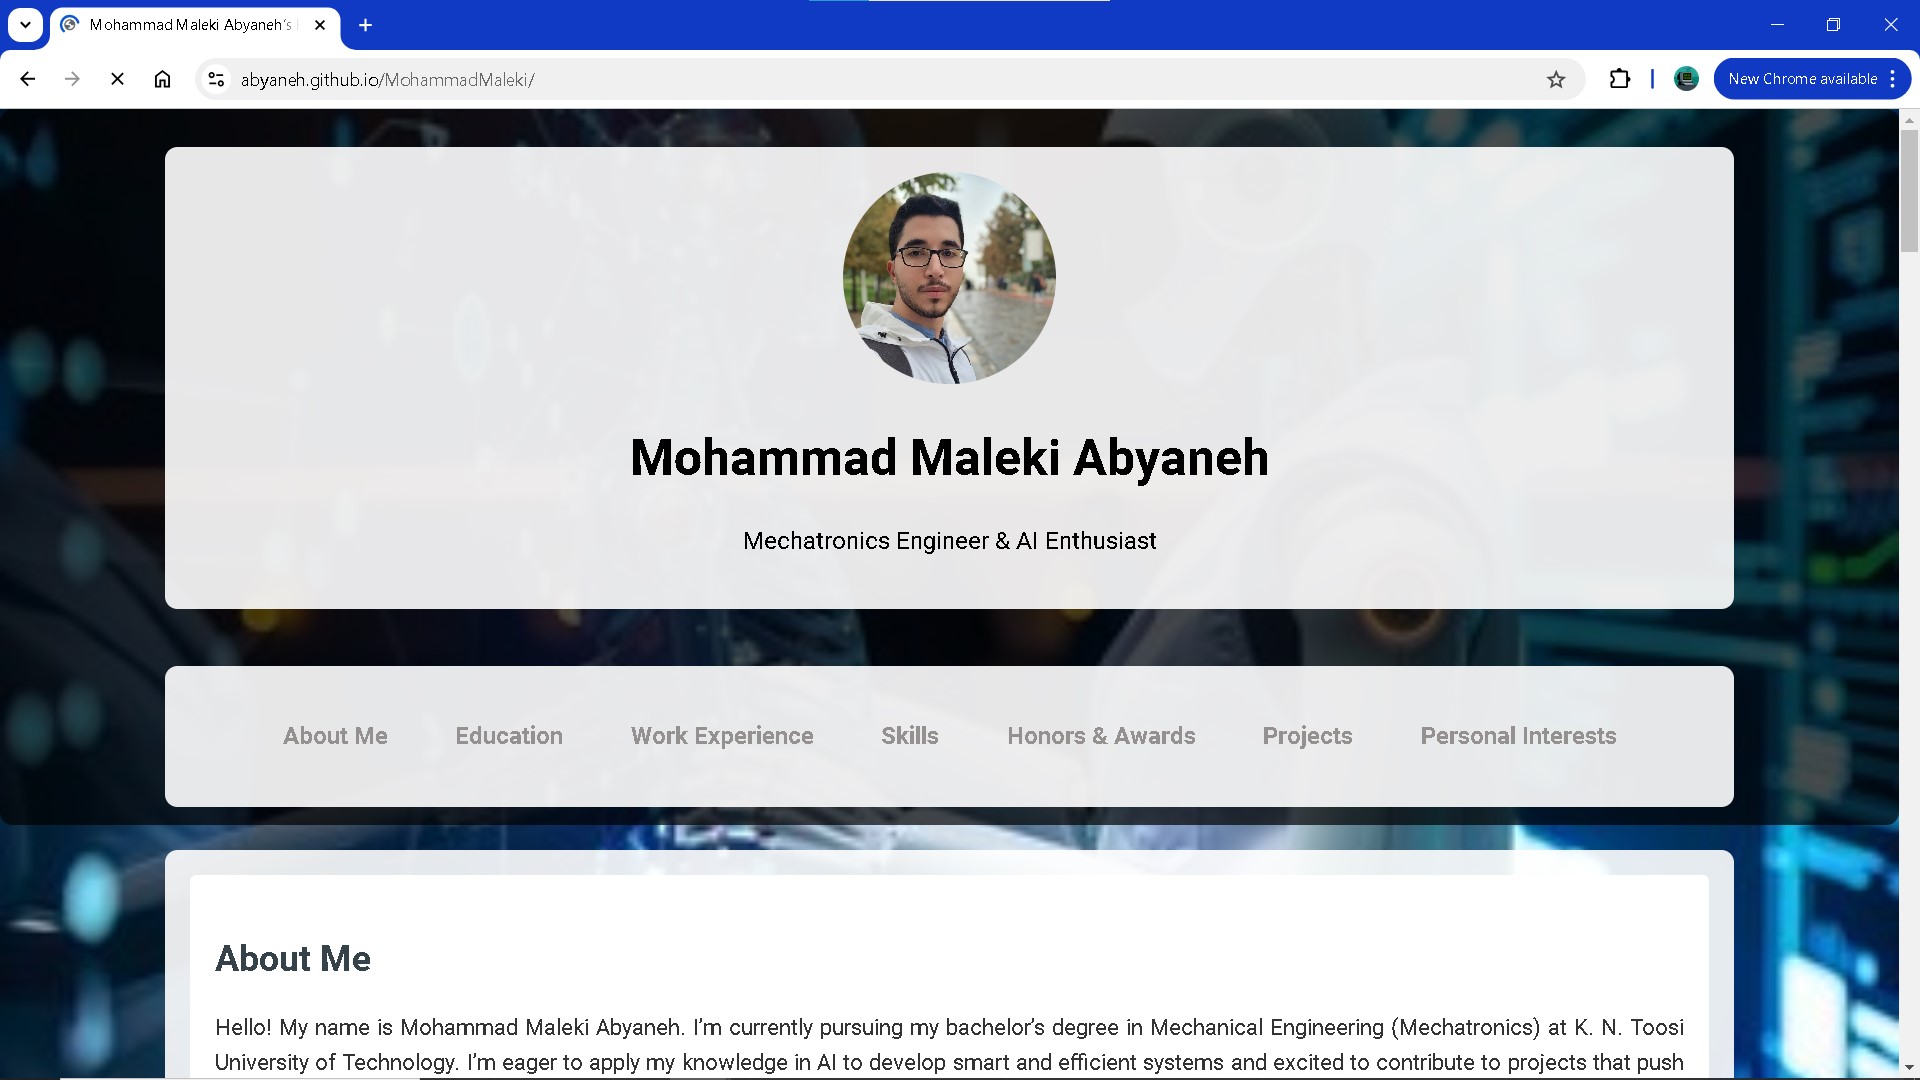 Mohammad Maleki Abyaneh's
abyaneh.github.io/MohammadMaleki/
New Chrome available
Mohammad Maleki Abyaneh
Mechatronics Engineer & AI Enthusiast
About Me Education Work Experience Skills Honors & Awards Projects Personal Interests
About Me
Hello! My name is Mohammad Maleki Abyaneh. I'm currently pursuing my bachelor's degree in Mechanical Engineering (Mechatronics) at K. N. Toosi
University of Technology. I'm eager to apply my knowledge in AI to develop smart and efficient systems and excited to contribute to projects that push